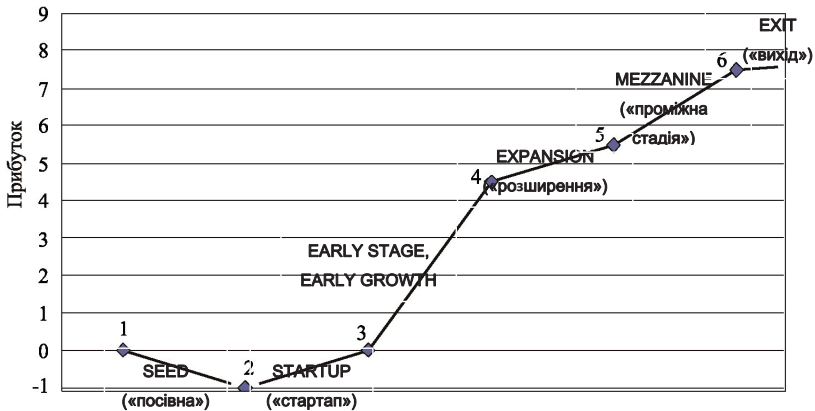 9
8
7
6
5
4
3
2
1
0
-1
Прибуток
1
2
3
4
5
6
SEED
(«посівна»)
STARTUP
(«стартап»)
EARLY STAGE,
EARLY GROWTH
EXPANSION
(«розширення»)
MEZZANINE
(«проміжна
стадія»)
EXIT
(«вихід»)